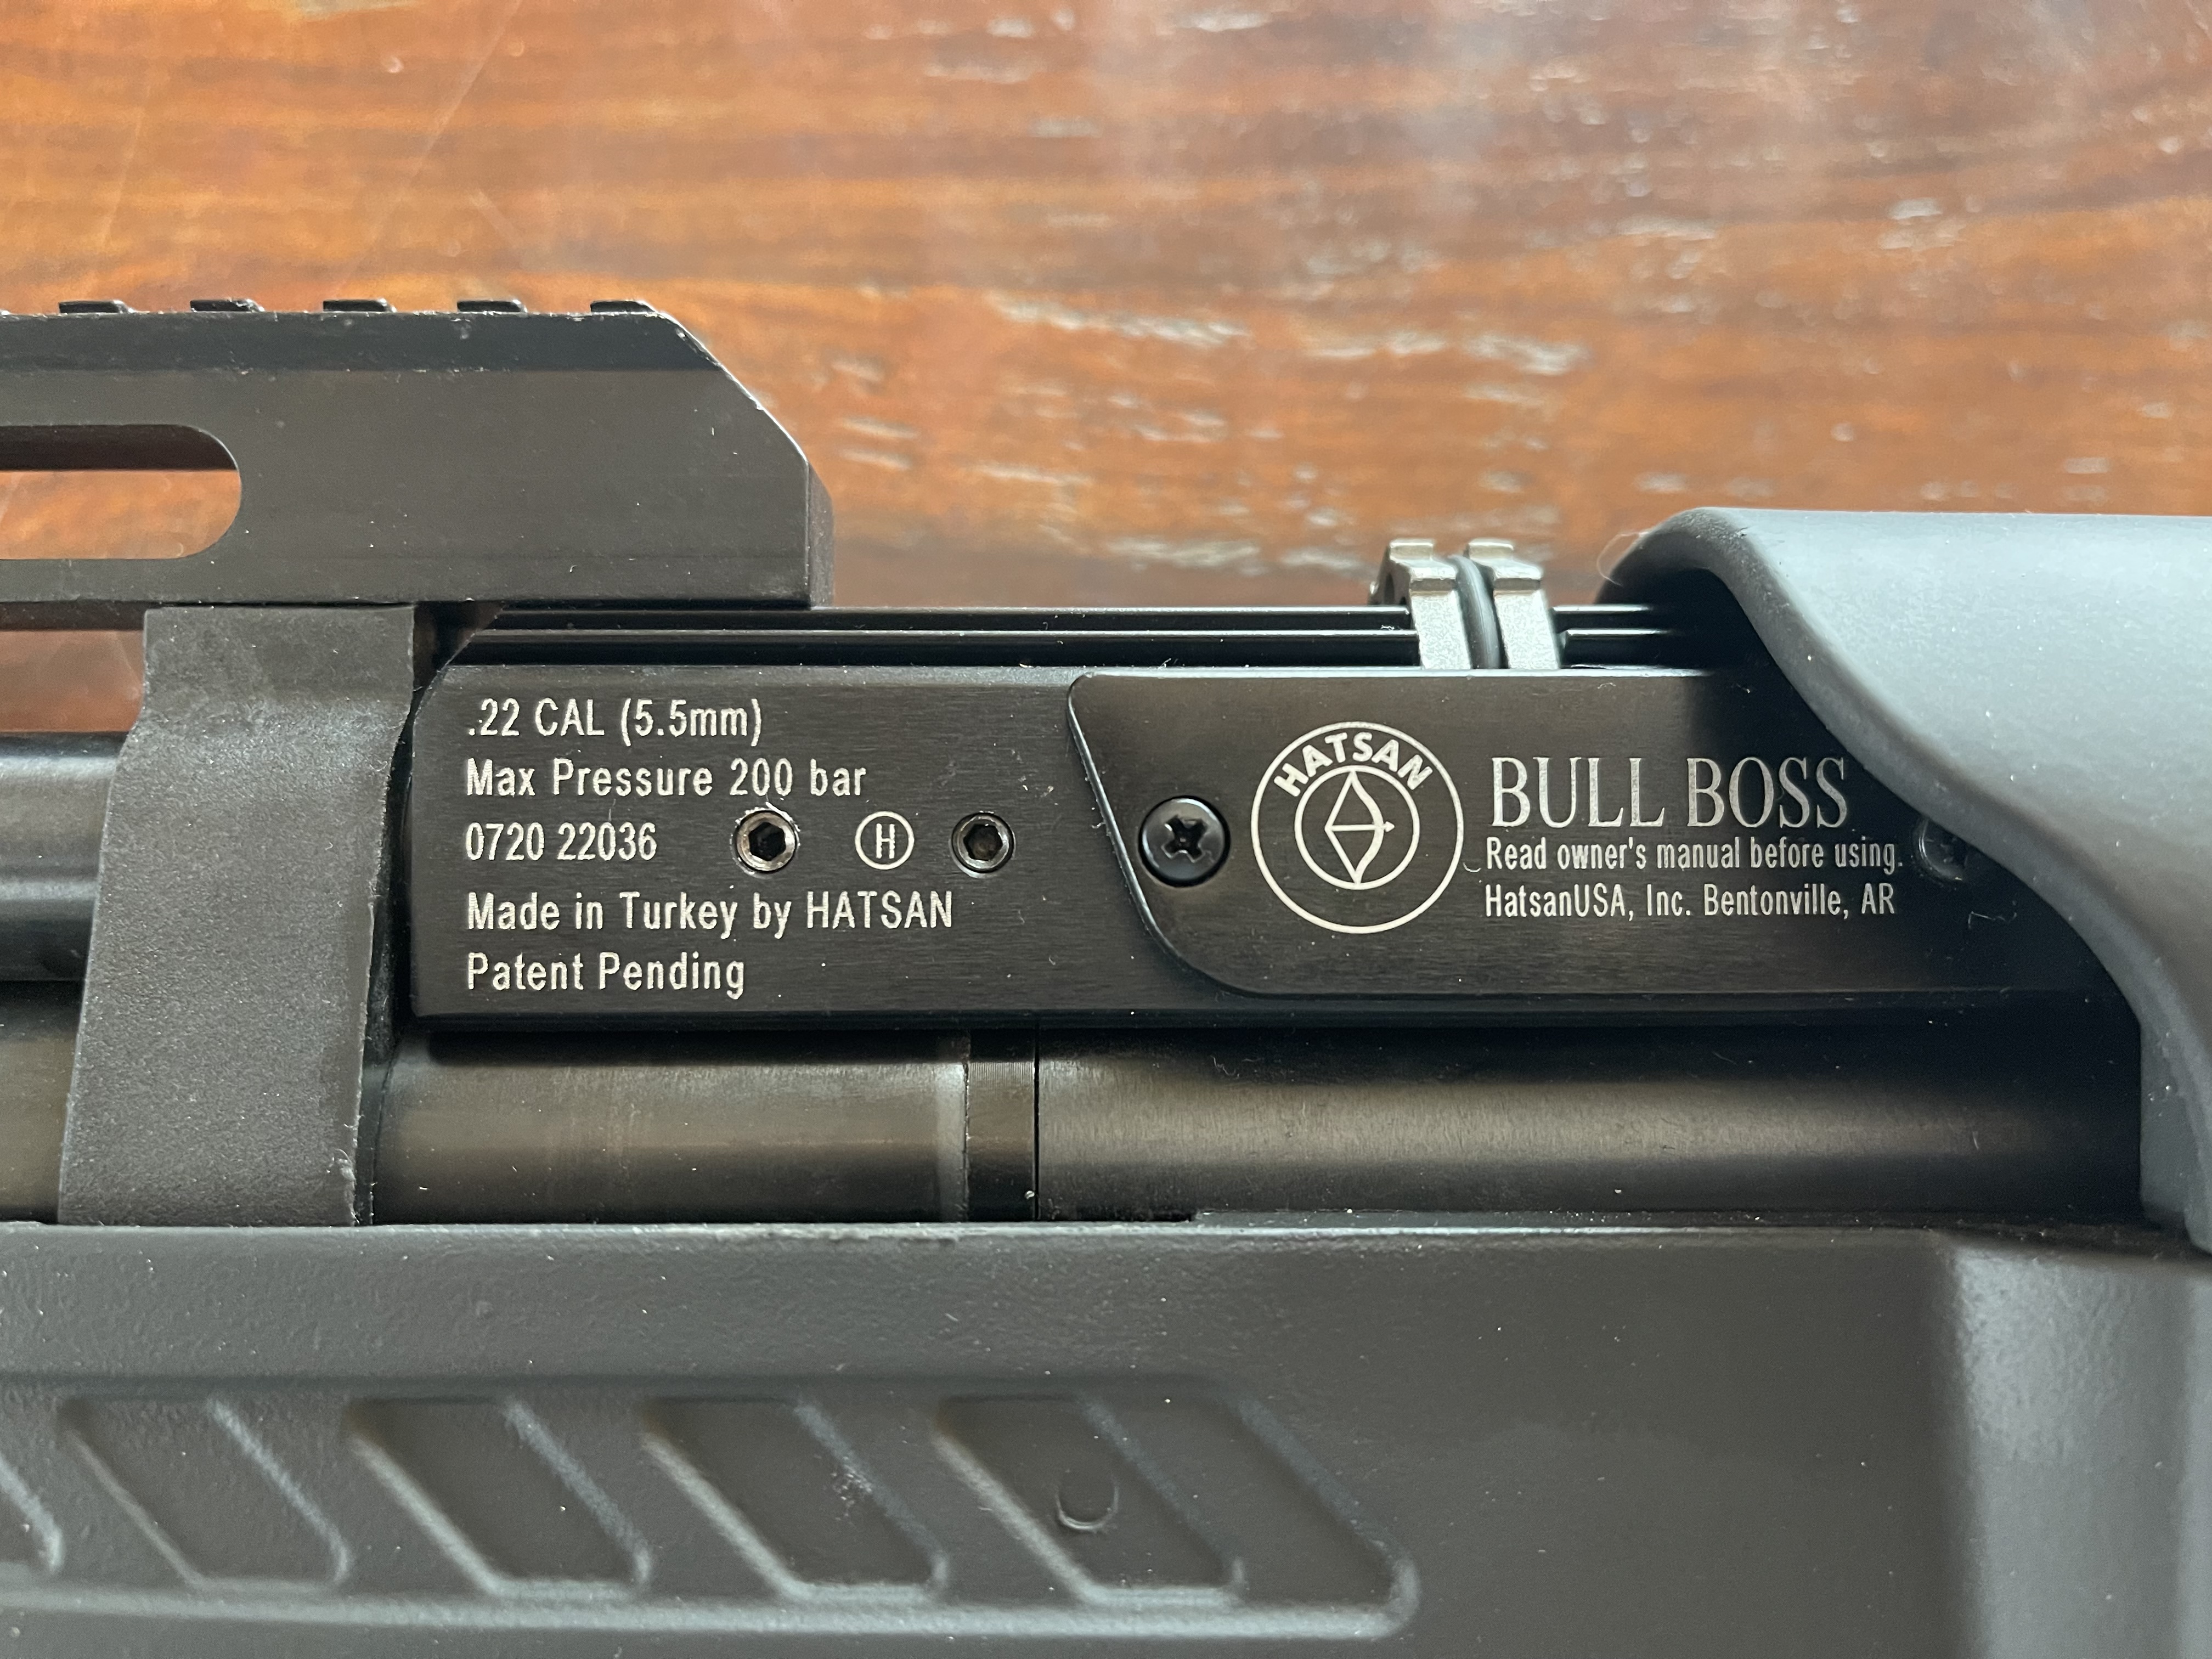 .22 CAL (5.5mm)
Max Pressure 200 bar
0720 22036
H
Made in Turkey by HATSAN
Patent Pending
HATSAN
BULL BOSS
Read owner's manual before using.
HatsanUSA, Inc. Bentonville, AR